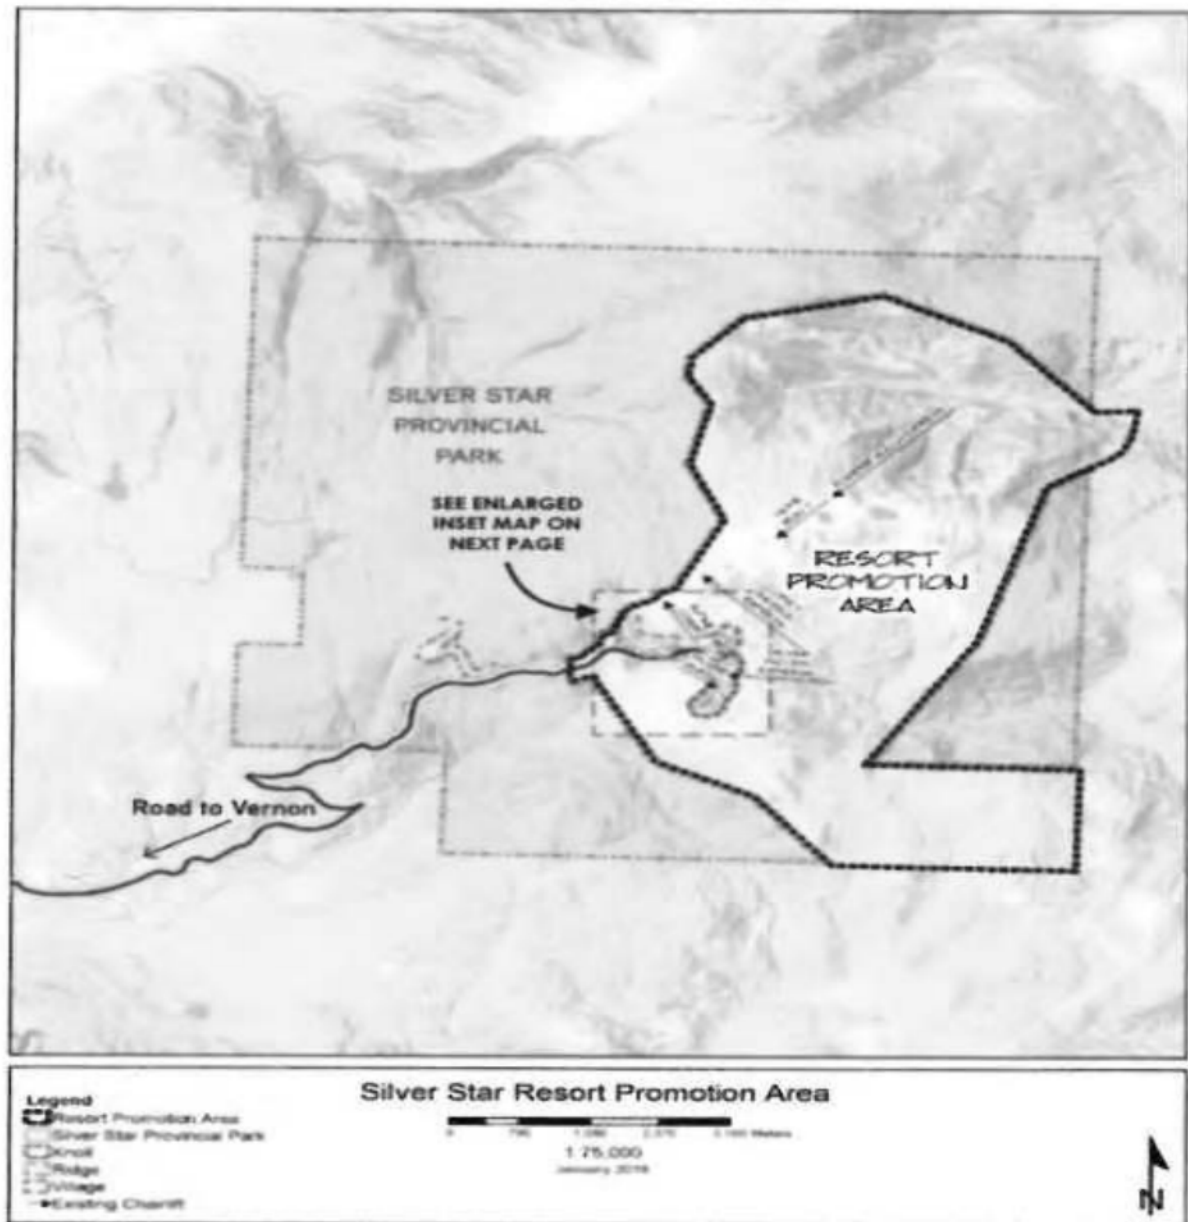 SILVER STAR
PROVINCIAL
PARK
SEE ENLARGED
INSET MAP ON
NEXT PAGE
RESORT
PROMOTION
AREA
Road to Vernon
Legend
Resort Promotion Area
Silver Star Provincial Park
Knoll
Ridge
Village
Existing Chairlift
Silver Star Resort Promotion Area
0
Meters
1:75,000
N